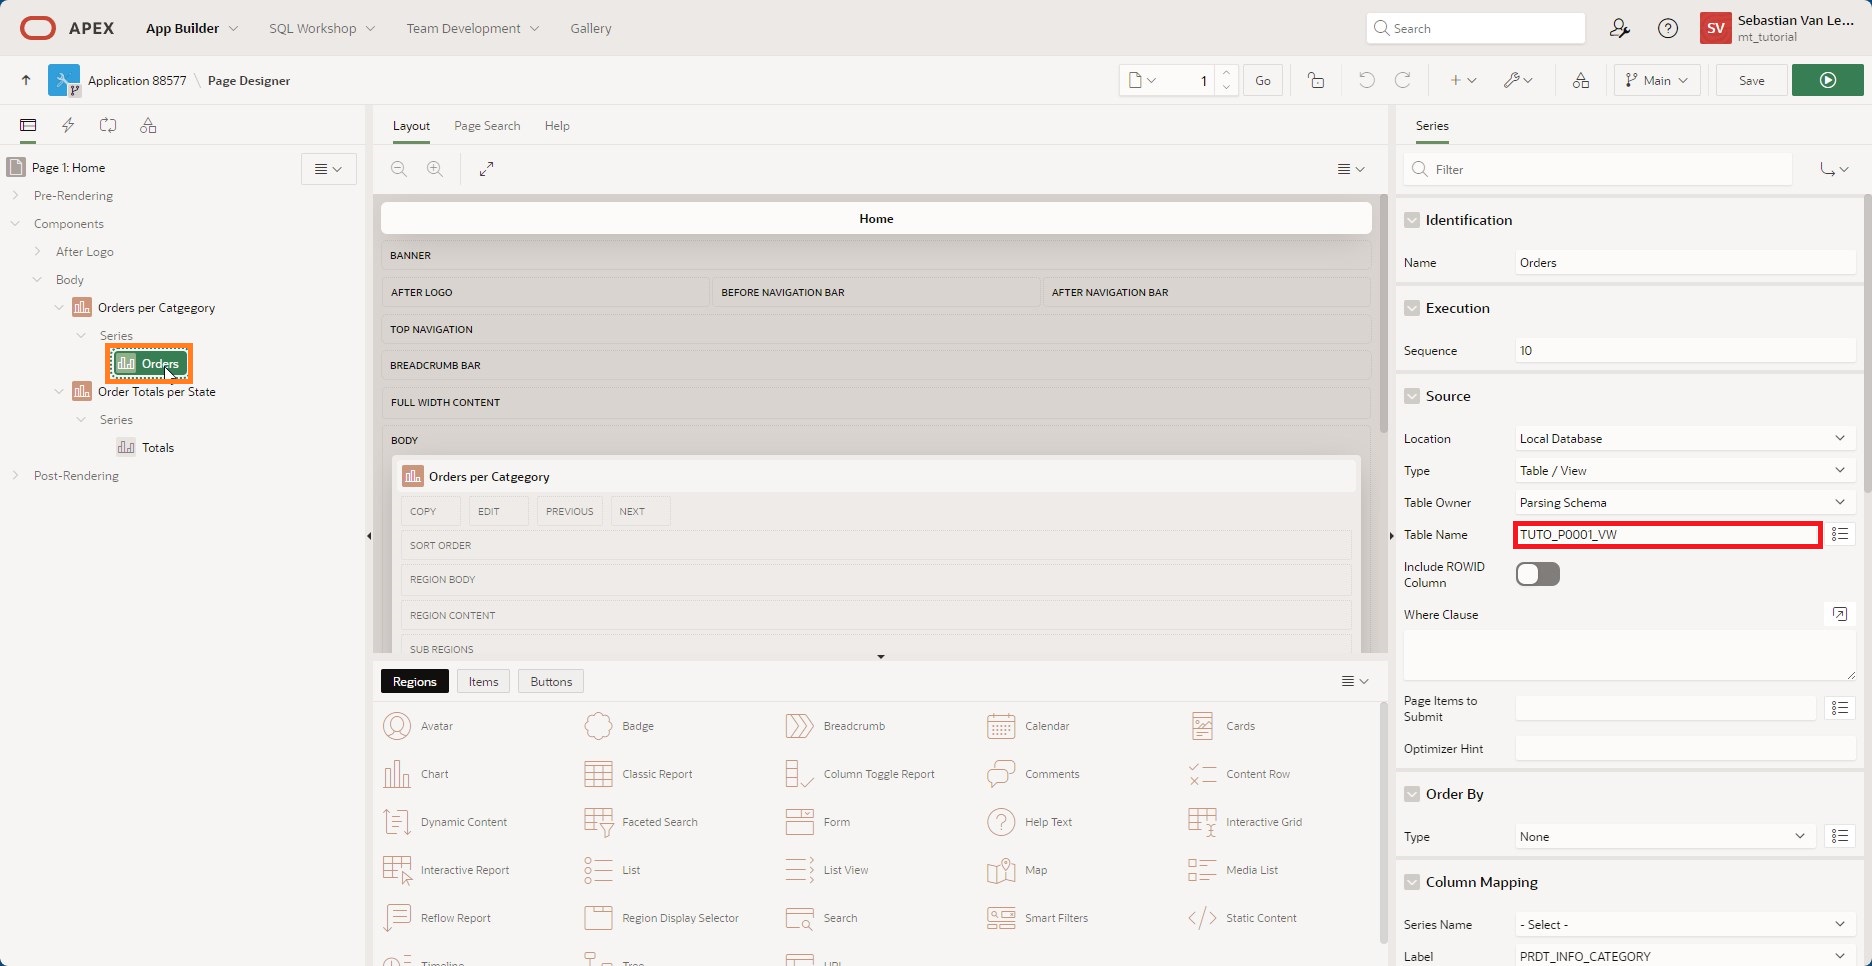 APEX
App Builder
SQL Workshop
Team Development
Gallery
Search
SV
Sebastian Van Le...
mt_tutorial
Application 88577 \ Page Designer
1
Go
Main
Save
Page 1: Home
Pre-Rendering
Components
After Logo
Body
Orders per Catgegory
Series
Orders
Order Totals per State
Series
Totals
Post-Rendering
Layout
Page Search
Help
Home
BANNER
AFTER LOGO
BEFORE NAVIGATION BAR
AFTER NAVIGATION BAR
TOP NAVIGATION
BREADCRUMB BAR
FULL WIDTH CONTENT
BODY
Orders per Catgegory
COPY
EDIT
PREVIOUS
NEXT
SORT ORDER
REGION BODY
REGION CONTENT
SUB REGIONS
Regions
Items
Buttons
Avatar
Badge
Breadcrumb
Calendar
Cards
Chart
Classic Report
Column Toggle Report
Comments
Content Row
Dynamic Content
Faceted Search
Form
Help Text
Interactive Grid
Interactive Report
List
List View
Map
Media List
Reflow Report
Region Display Selector
Search
Smart Filters
Static Content
Timeline
Tree
URL
Series
Filter
Identification
Name
Orders
Execution
Sequence
10
Source
Location
Local Database
Type
Table / View
Table Owner
Parsing Schema
Table Name
TUTO_P0001_VW
Include ROWID
Column
Where Clause
Page Items to
Submit
Optimizer Hint
Order By
Type
None
Column Mapping
Series Name
- Select -
Label
PRDT_INFO_CATEGORY